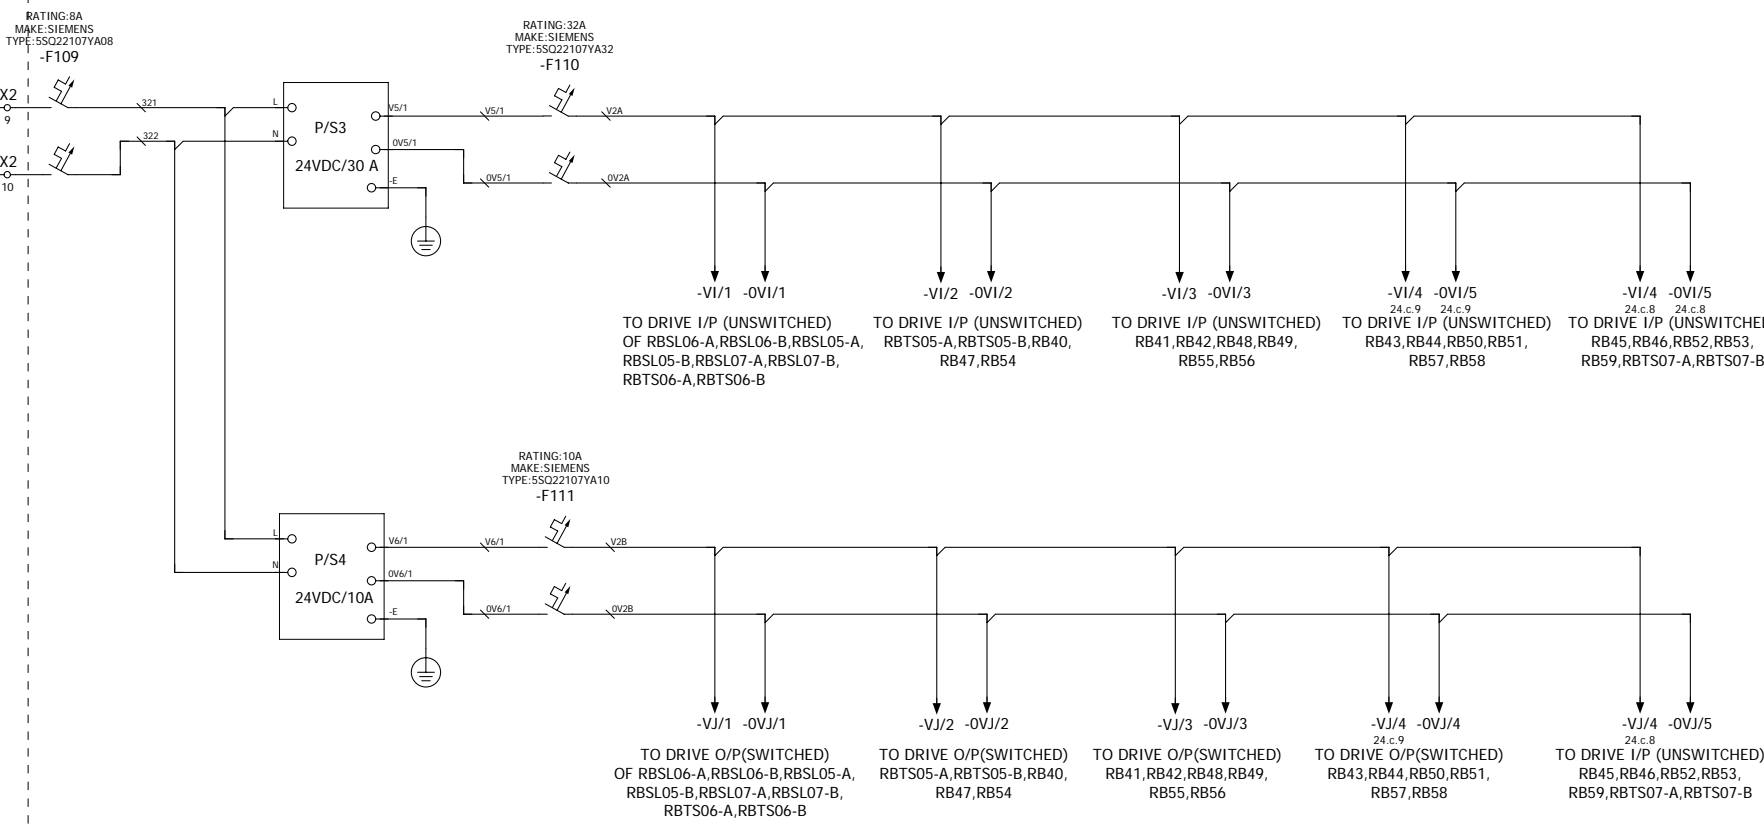 RATING:8A
MAKE:SIEMENS
TYPE:5SQ22107YA08
-F109
X2
9
X2
10
321
322
L
N
P/S3
24VDC/30 A
V5/1
0V5/1
-E
V5/1
0V5/1
RATING:32A
MAKE:SIEMENS
TYPE:5SQ22107YA32
-F110
V2A
0V2A
-VI/1 -0VI/1
TO DRIVE I/P (UNSWITCHED)
OF RBSL06-A,RBSL06-B,RBSL05-A,
RBSL05-B,RBSL07-A,RBSL07-B,
RBTS06-A,RBTS06-B
-VI/2 -0VI/2
TO DRIVE I/P (UNSWITCHED)
RBTS05-A,RBTS05-B,RB40,
RB47,RB54
-VI/3 -0VI/3
TO DRIVE I/P (UNSWITCHED)
RB41,RB42,RB48,RB49,
RB55,RB56
-VI/4 -0VI/5
24.c.9 24.c.9
TO DRIVE I/P (UNSWITCHED)
RB43,RB44,RB50,RB51,
RB57,RB58
-VI/4 -0VI/5
24.c.8 24.c.8
TO DRIVE I/P (UNSWITCHE
RB45,RB46,RB52,RB53,
RB59,RBTS07-A,RBTS07-B
L
N
P/S4
24VDC/10A
V6/1
0V6/1
-E
V6/1
0V6/1
RATING:10A
MAKE:SIEMENS
TYPE:5SQ22107YA10
-F111
V2B
0V2B
-VJ/1 -0VJ/1
TO DRIVE O/P(SWITCHED)
OF RBSL06-A,RBSL06-B,RBSL05-A,
RBSL05-B,RBSL07-A,RBSL07-B,
RBTS06-A,RBTS06-B
-VJ/2 -0VJ/2
TO DRIVE O/P(SWITCHED)
RBTS05-A,RBTS05-B,RB40,
RB47,RB54
-VJ/3 -0VJ/3
TO DRIVE O/P(SWITCHED)
RB41,RB42,RB48,RB49,
RB55,RB56
-VJ/4 -0VJ/4
24.c.9
TO DRIVE O/P(SWITCHED)
RB43,RB44,RB50,RB51,
RB57,RB58
-VJ/4 -0VJ/5
24.c.8
TO DRIVE I/P (UNSWITCHED)
RB45,RB46,RB52,RB53,
RB59,RBTS07-A,RBTS07-B